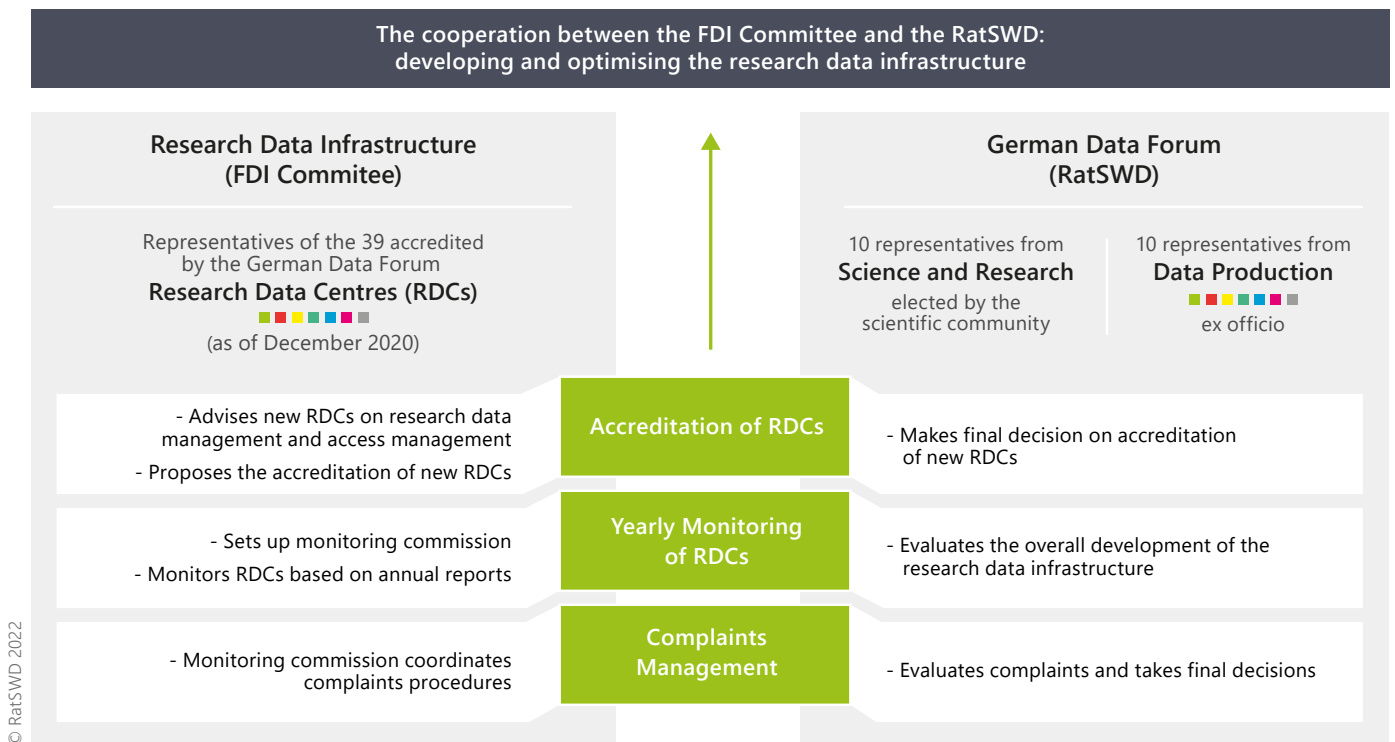 The cooperation between the FDI Committee and the RatSWD:
developing and optimising the research data infrastructure
Research Data Infrastructure
(FDI Commitee)
Representatives of the 39 accredited
by the German Data Forum
Research Data Centres (RDCs)
(as of December 2020)
German Data Forum
(RatSWD)
10 representatives from
Science and Research
elected by the
scientific community
10 representatives from
Data Production
ex officio
- Advises new RDCs on research data
management and access management
- Proposes the accreditation of new RDCs
Accreditation of RDCs
- Makes final decision on accreditation
of new RDCs
- Sets up monitoring commission
- Monitors RDCs based on annual reports
Yearly Monitoring
of RDCs
- Evaluates the overall development of the
research data infrastructure
- Monitoring commission coordinates
complaints procedures
Complaints
Management
- Evaluates complaints and takes final decisions
© RatSWD 2022